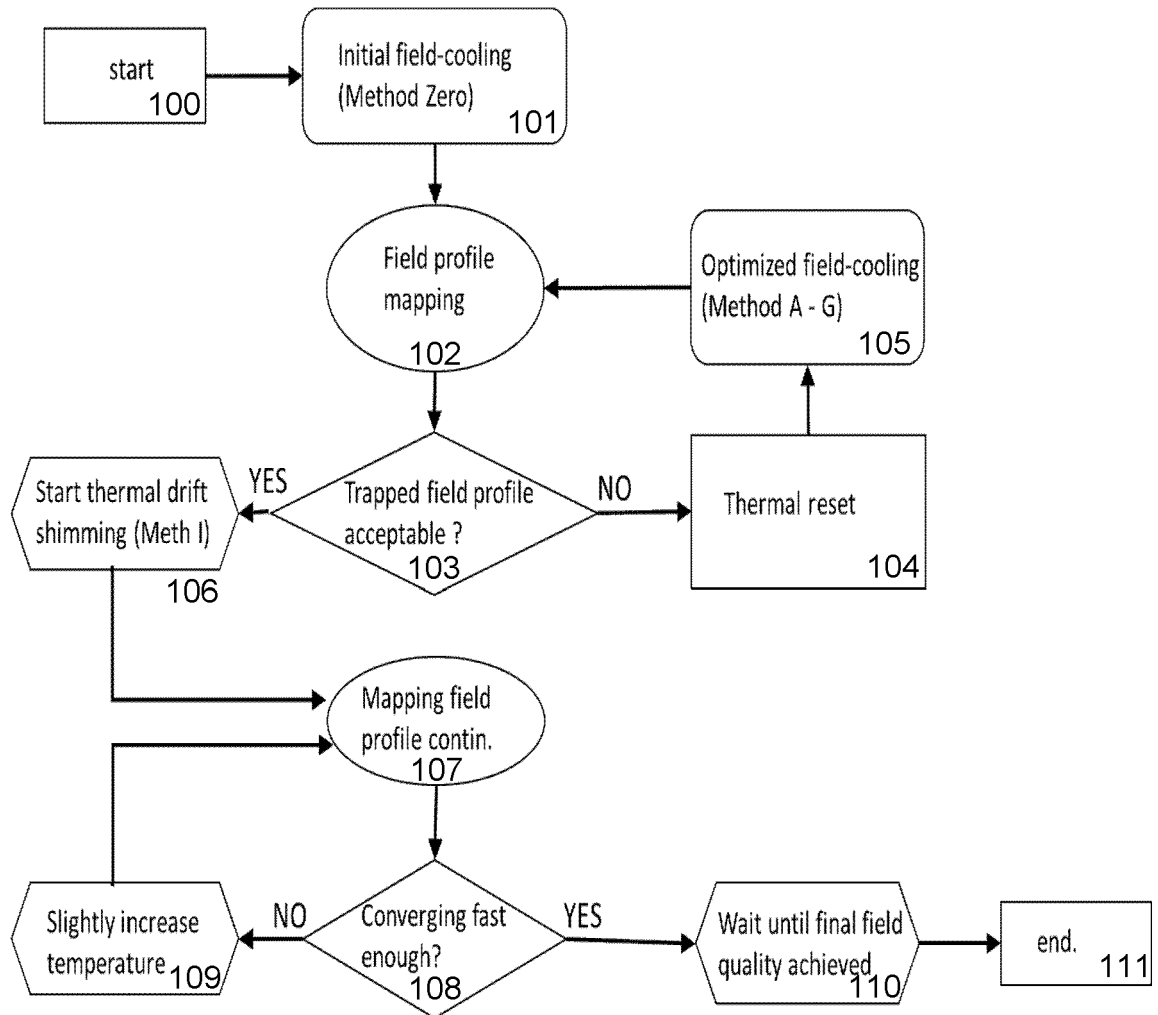 start
100
Initial field-cooling
(Method Zero)
101
Field profile
mapping
102
Optimized field-cooling
(Method A - G)
105
Start thermal drift
shimming (Meth I)
106
YES
Trapped field profile
acceptable ?
103
NO
Thermal reset
104
Mapping field
profile contin.
107
Slightly increase
temperature
109
NO
Converging fast
enough?
108
YES
Wait until final field
quality achieved
110
end.
111